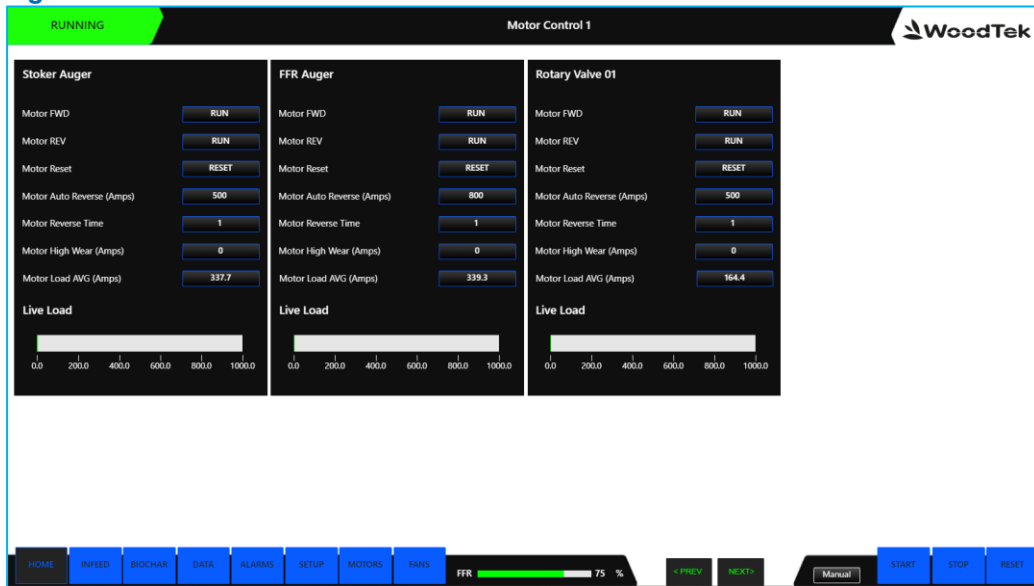 RUNNING
Motor Control 1
WoodTek
Stoker Auger
Motor FWD RUN
Motor REV RUN
Motor Reset RESET
Motor Auto Reverse (Amps) 500
Motor Reverse Time 1
Motor High Wear (Amps) 0
Motor Load AVG (Amps) 337.7
Live Load
0.0 200.0 400.0 600.0 800.0 1000.0
FFR Auger
Motor FWD RUN
Motor REV RUN
Motor Reset RESET
Motor Auto Reverse (Amps) 800
Motor Reverse Time 1
Motor High Wear (Amps) 0
Motor Load AVG (Amps) 339.3
Live Load
0.0 200.0 400.0 600.0 800.0 1000.0
Rotary Valve 01
Motor FWD RUN
Motor REV RUN
Motor Reset RESET
Motor Auto Reverse (Amps) 500
Motor Reverse Time 1
Motor High Wear (Amps) 0
Motor Load AVG (Amps) 164.4
Live Load
0.0 200.0 400.0 600.0 800.0 1000.0
HOME INFEED BIOCHAR DATA ALARMS SETUP MOTORS FANS FFR 75 % < PREV NEXT> Manual START STOP RESET